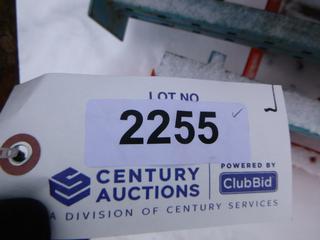 LOT NO
2255
CENTURY
AUCTIONS
POWERED BY
ClubBid
A DIVISION OF CENTURY SERVICES